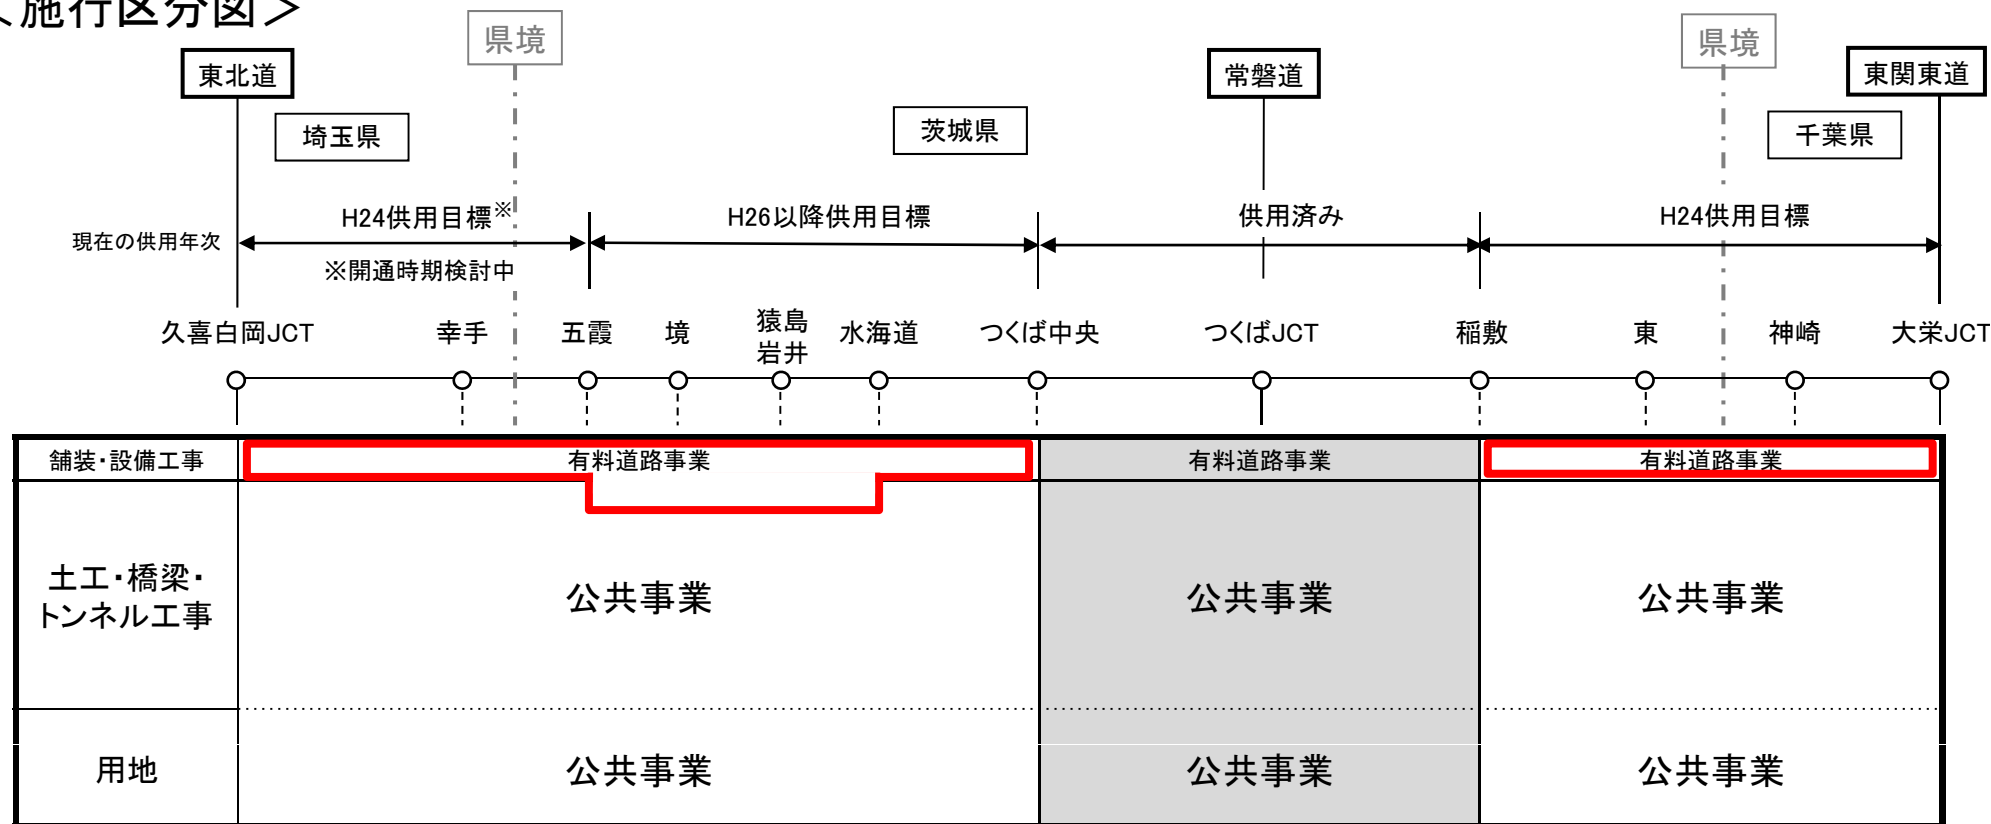 ＜施行区分図＞
県境
県境
東北道
常磐道
東関東道
埼玉県
茨城県
千葉県
現在の供用年次
H24供用目標※
H26以降供用目標
供用済み
H24供用目標
※開通時期検討中
久喜白岡JCT
幸手
五霞
境
猿島
岩井
水海道
つくば中央
つくばJCT
稲敷
東
神崎
大栄JCT
舗装・設備工事
有料道路事業
有料道路事業
有料道路事業
土工・橋梁・
トンネル工事
公共事業
公共事業
公共事業
用地
公共事業
公共事業
公共事業